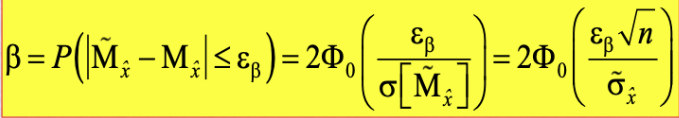 β = P(|M̃_x̂ − M_x̂| ≤ ε_β) = 2Φ₀(ε_β / σ[M̃_x̂]) = 2Φ₀(ε_β√n / σ̃_x̂)